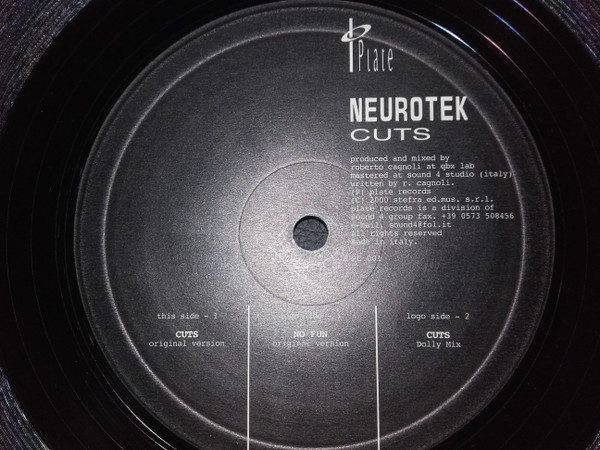 Plate
NEUROTEK
CUTS
produced and mixed by
roberto cagnoli at qbx lab
mastered at sound 4 studio (italy)
written by r. cagnoli.
(P) plate records
(C) 2000 stefra ed.mus. s.r.l.
plate records is a division of
sound 4 group fax. +39 0573 508456
e-mail. sound4@fol.it
all rights reserved
made in italy.
001
this side - 1
side - 1
logo side - 2
CUTS
NO FUN
CUTS
original version
original version
Dolly Mix